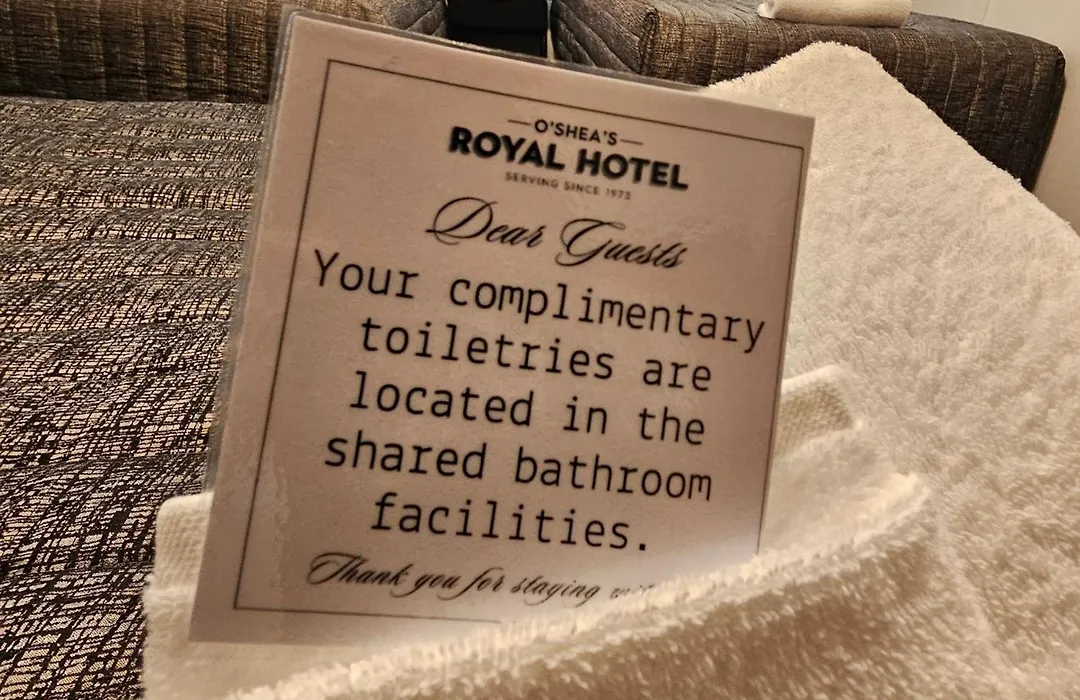 O'SHEA'S
ROYAL HOTEL
SERVING SINCE 1973
Dear Guests
Your complimentary
toiletries are
located in the
shared bathroom
facilities.
Thank you for staying